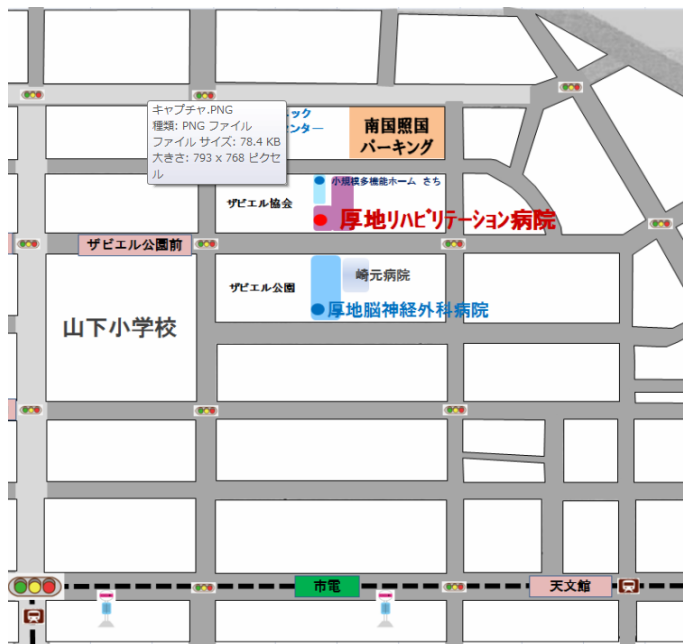 キャプチャ.PNG
種類: PNG ファイル
ファイル サイズ: 78.4 KB
大きさ: 793 x 768 ピクセ
ル
ック
ンター
南国照国
パーキング
小規模多機能ホーム さち
ザビエル協会
厚地リハビリテーション病院
ザビエル公園前
ザビエル公園
崎元病院
厚地脳神経外科病院
山下小学校
市電
天文館